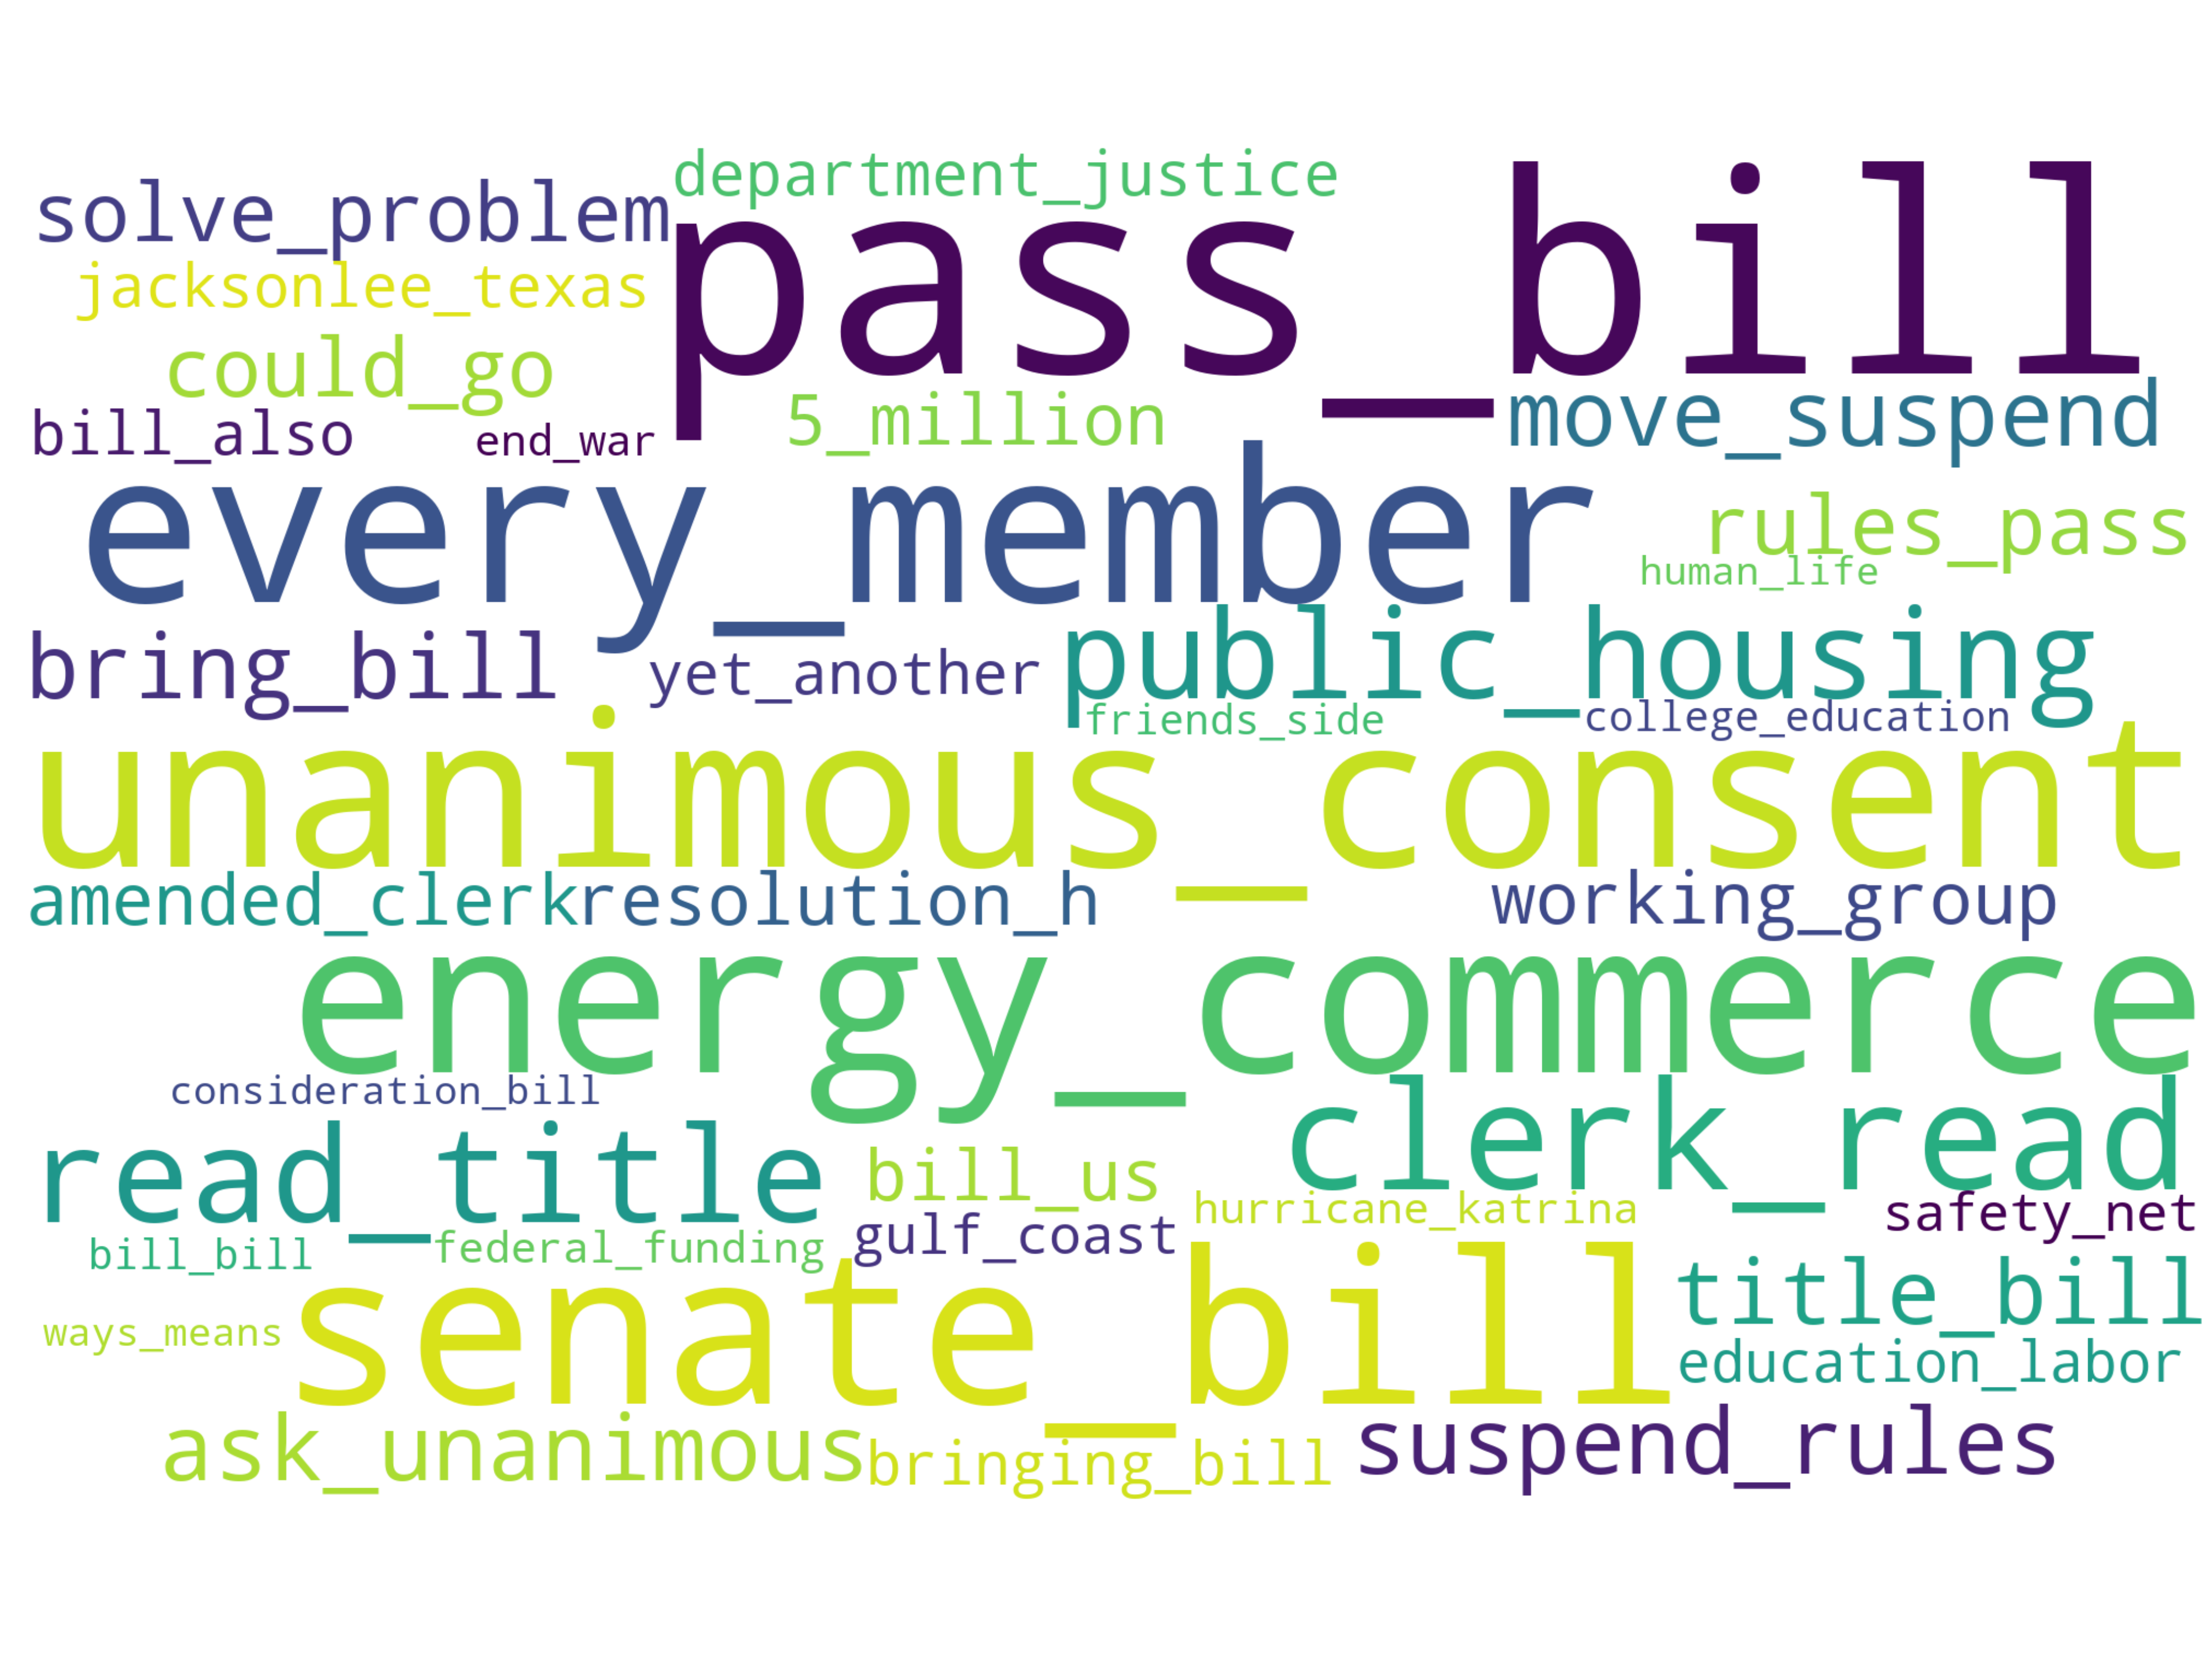 department_justice
solve_problem pass_bill
jacksonlee_texas
could_go 5_million move_suspend
bill_also end_war
every_member rules_pass
human_life
bring_bill yet_another public_housing
friends_side college_education
unanimous_consent
amended_clerk resolution_h working_group
energy_commerce
consideration_bill clerk_read
read_title bill_us
hurricane_katrina safety_net
bill_bill federal_funding gulf_coast
senate_bill title_bill
ways_means education_labor
ask_unanimous bringing_bill suspend_rules